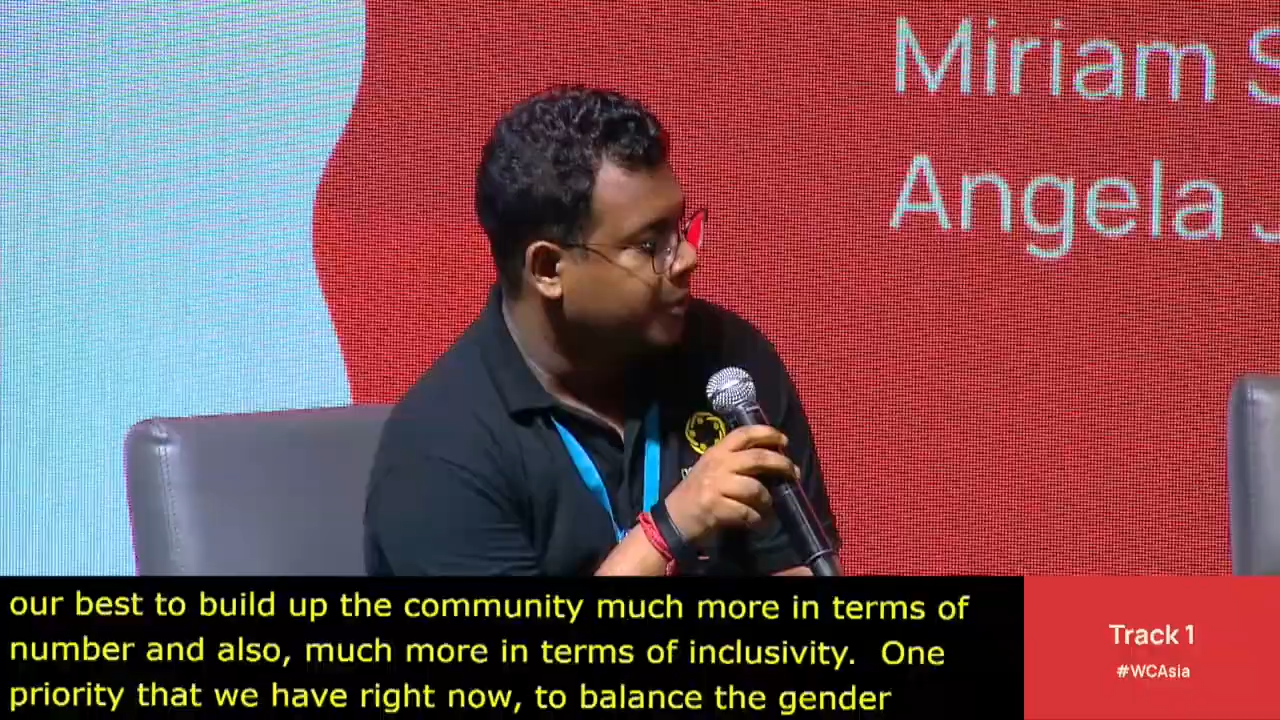 Miriam
Angela
our best to build up the community much more in terms of
number and also, much more in terms of inclusivity.  One
priority that we have right now, to balance the gender
Track 1
#WCAsia